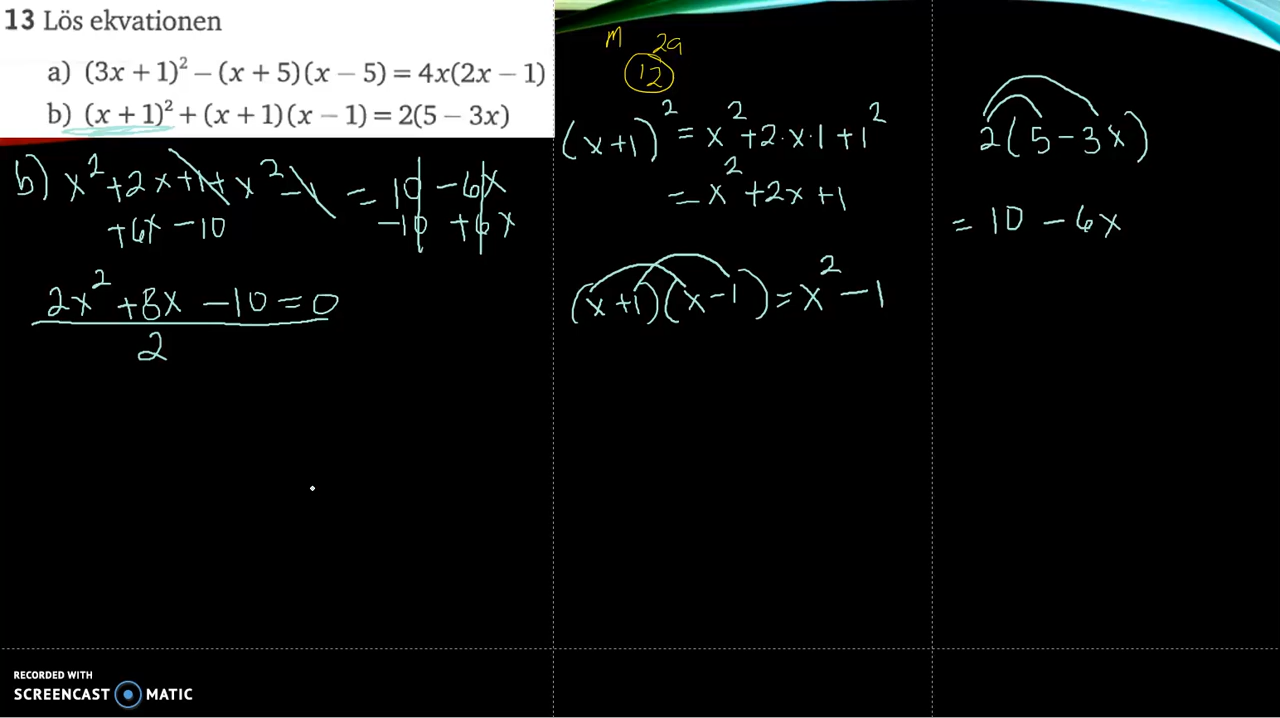 13 Lös ekvationen
a) (3x + 1)² − (x + 5)(x − 5) = 4x(2x − 1)
b) (x + 1)² + (x + 1)(x − 1) = 2(5 − 3x)
b) x² + 2x + 1 + x² − 1 = 10 − 6x
+6x − 10 −10 +6x
2x² + 8x − 10 = 0
2
M 2a
12
(x+1)² = x² + 2·x·1 + 1²
= x² + 2x + 1
(x+1)(x−1) = x² − 1
2(5 − 3x)
= 10 − 6x
RECORDED WITH
SCREENCAST MATIC